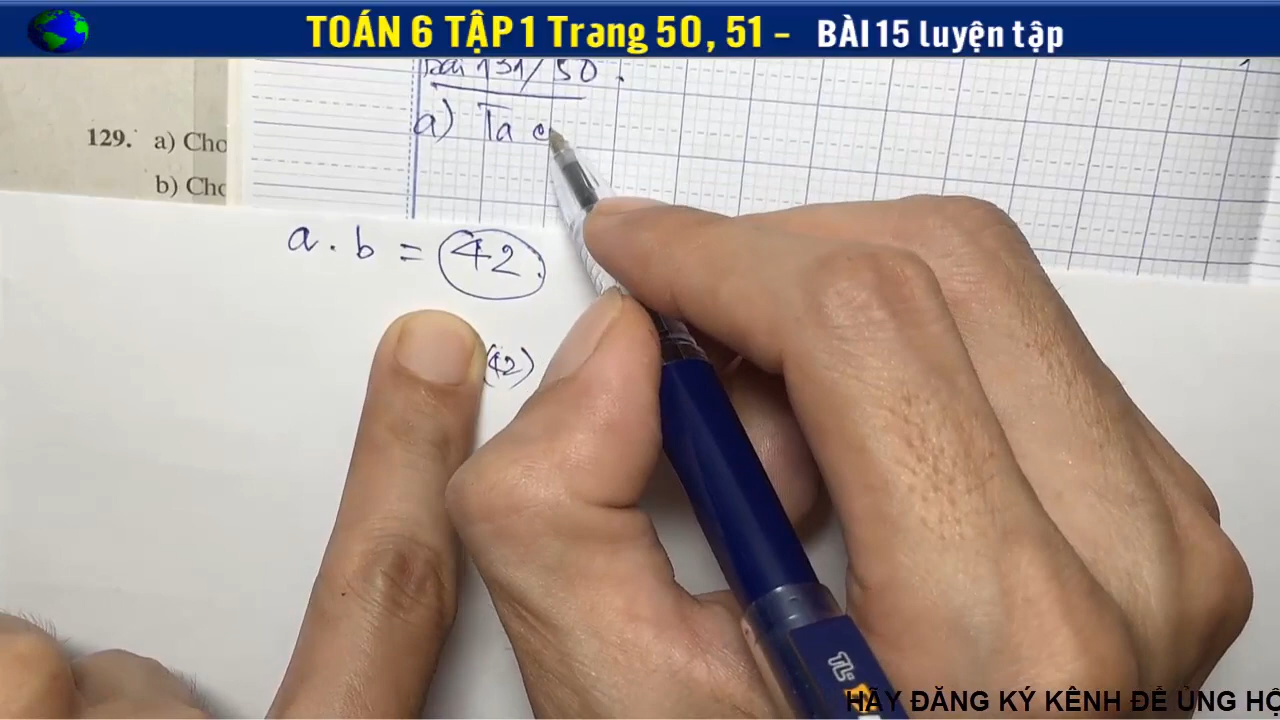 TOÁN 6 TẬP 1 Trang 50, 51 - BÀI 15 luyện tập
131/50.
a) Ta c
129. a) Cho
b) Cho
a . b = 42.
(42)
TL
HÃY ĐĂNG KÝ KÊNH ĐỂ ỦNG HỘ